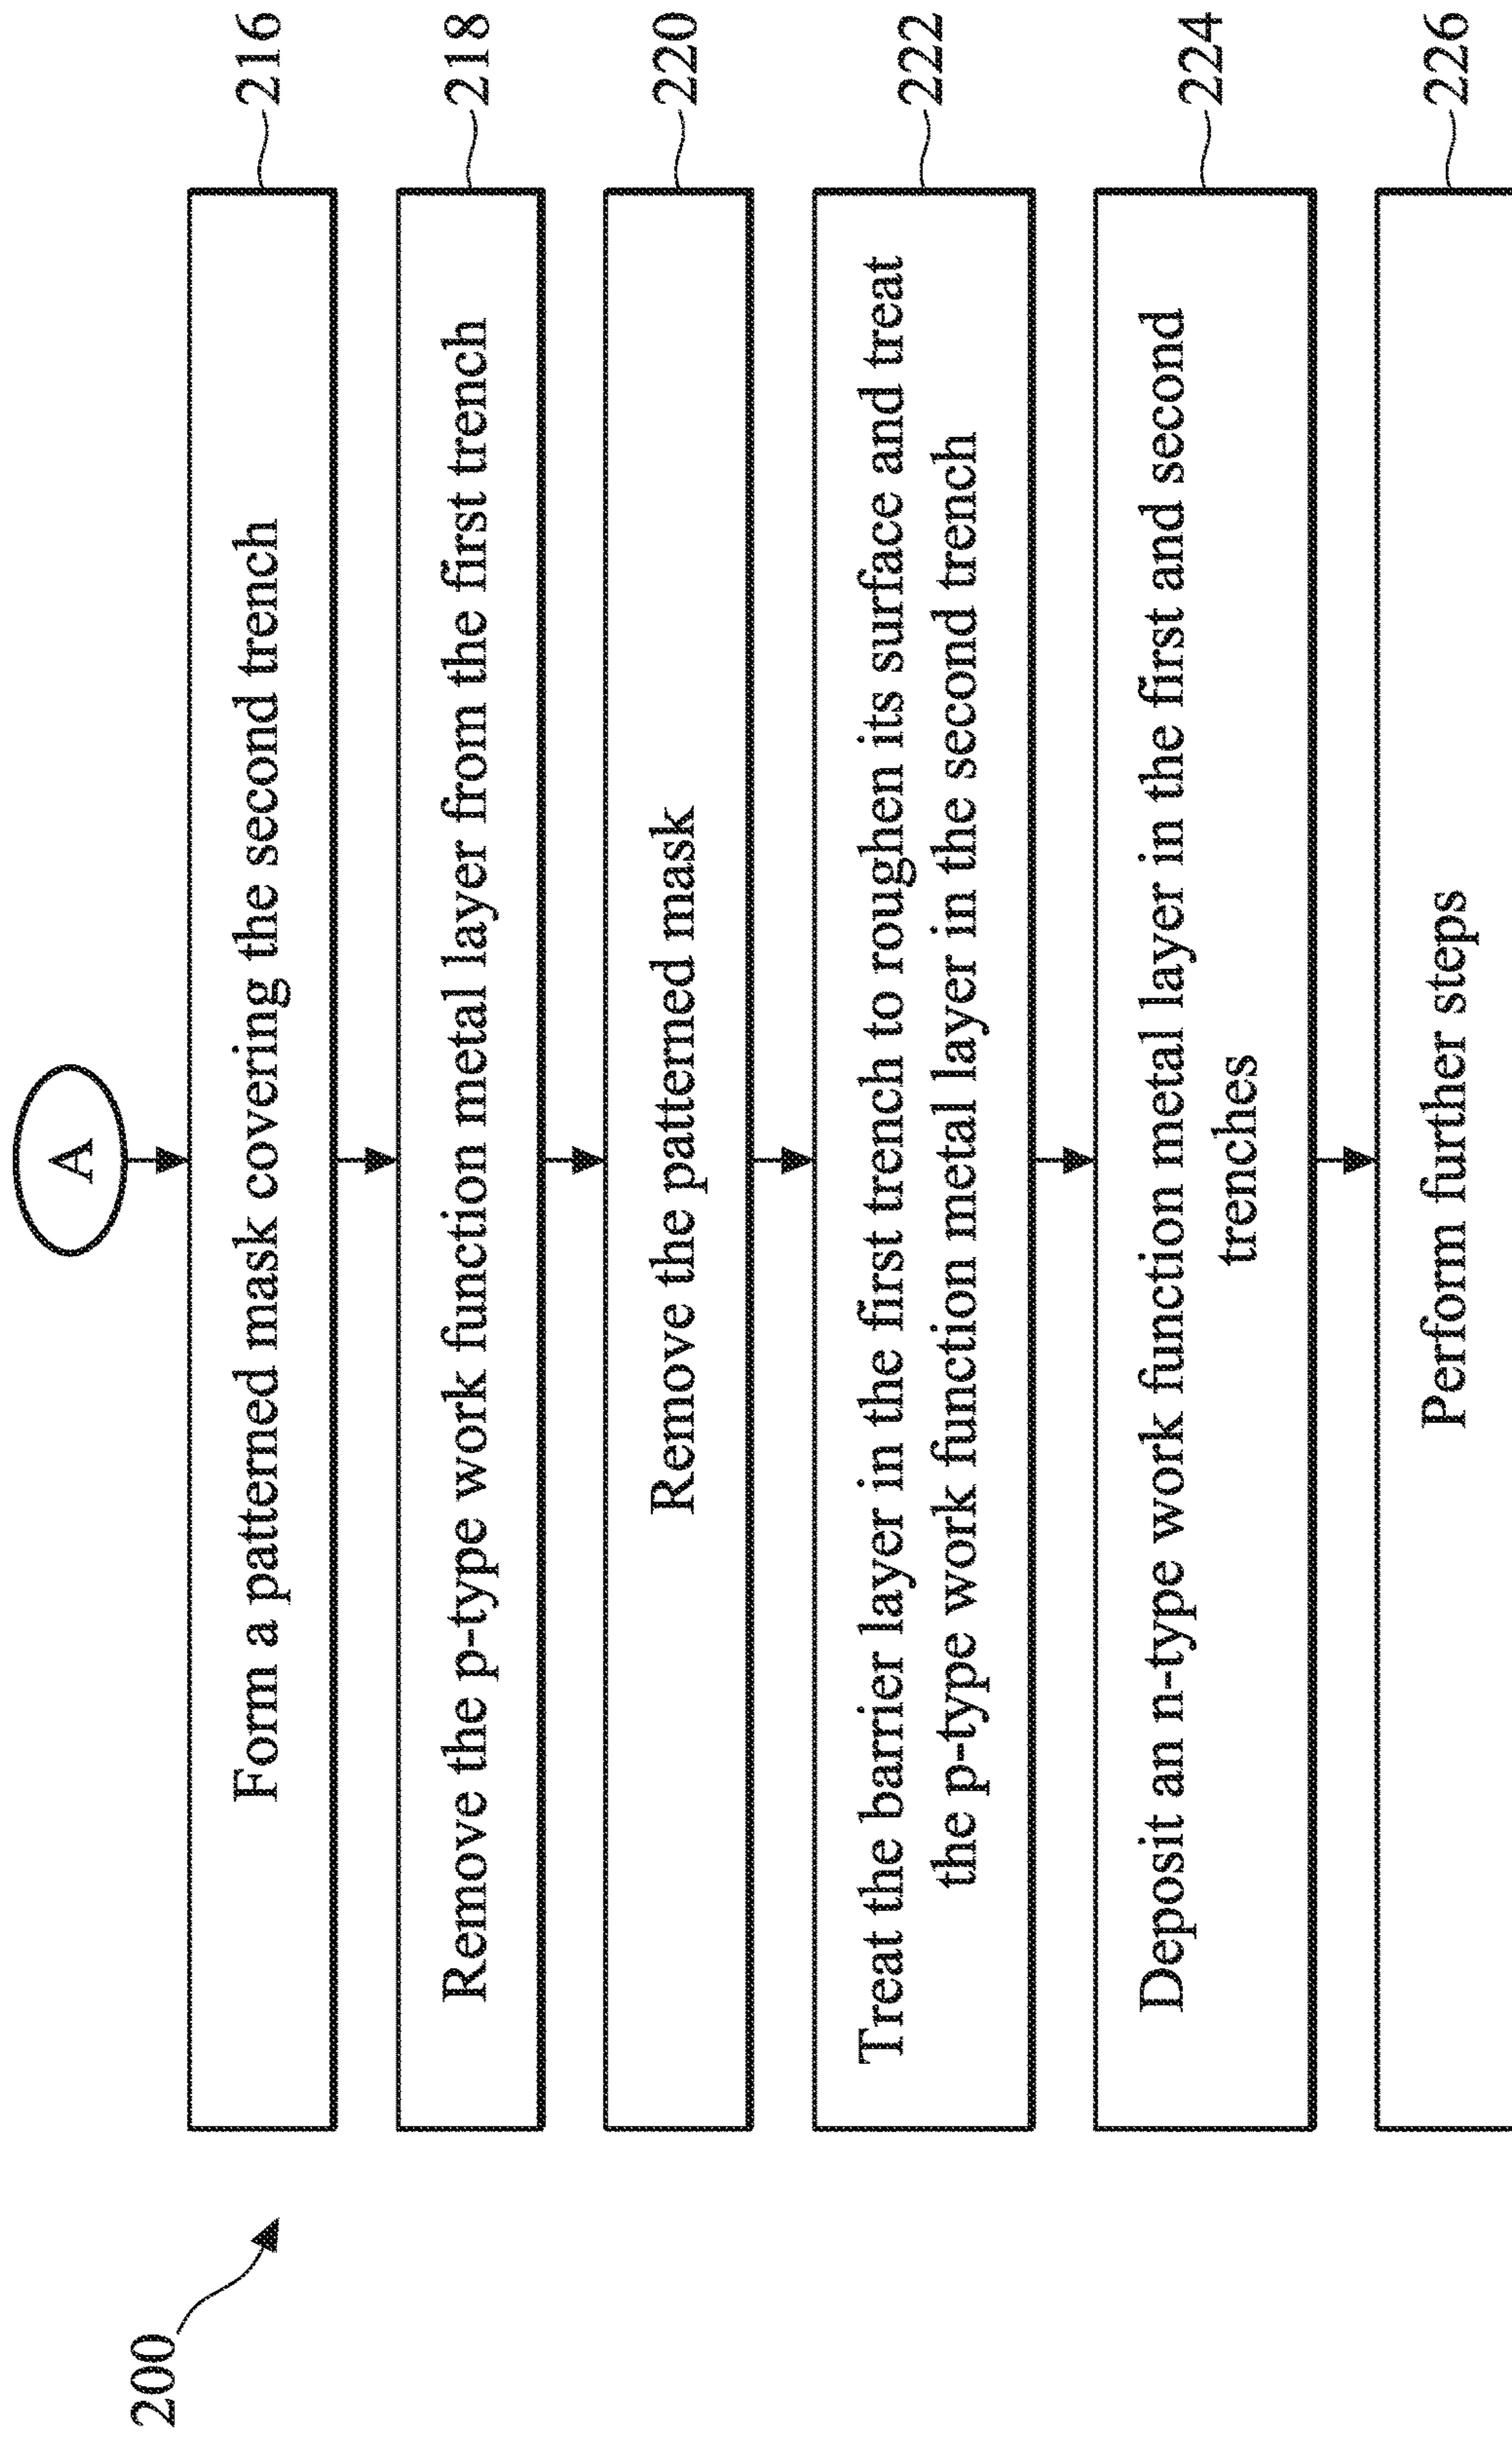 200
A
Form a patterned mask covering the second trench
216
Remove the p-type work function metal layer from the first trench
218
Remove the patterned mask
220
Treat the barrier layer in the first trench to roughen its surface and treat
the p-type work function metal layer in the second trench
222
Deposit an n-type work function metal layer in the first and second
trenches
224
Perform further steps
226